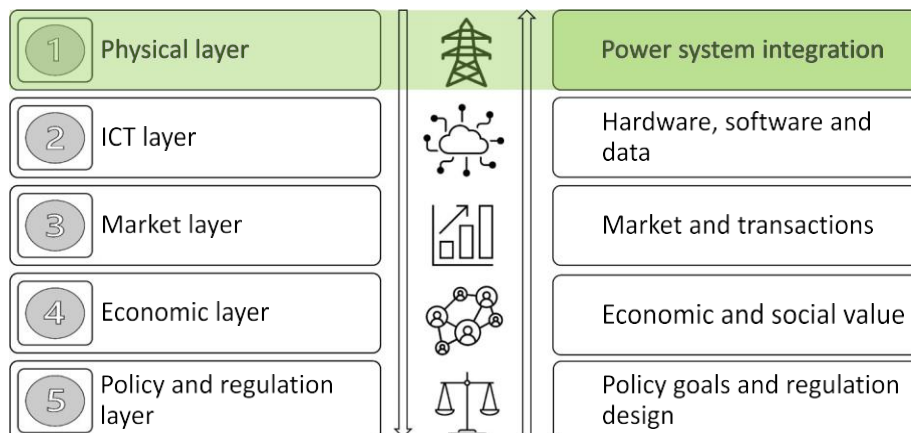 1 Physical layer Power system integration
2 ICT layer Hardware, software and
data
3 Market layer Market and transactions
4 Economic layer Economic and social value
5 Policy and regulation Policy goals and regulation
layer design